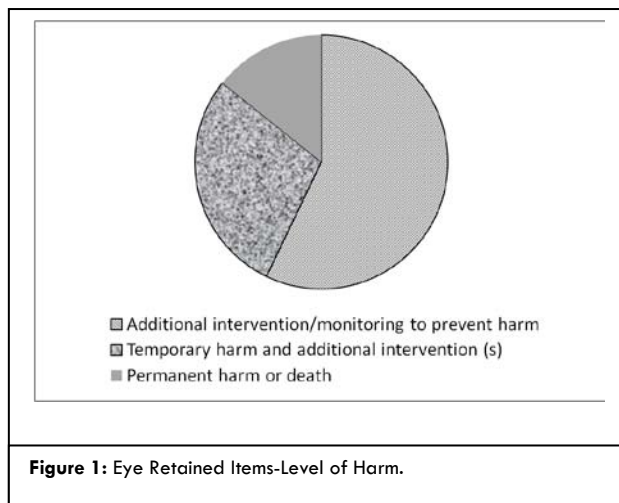 Additional intervention/monitoring to prevent harm
Temporary harm and additional intervention (s)
Permanent harm or death
Figure 1: Eye Retained Items-Level of Harm.